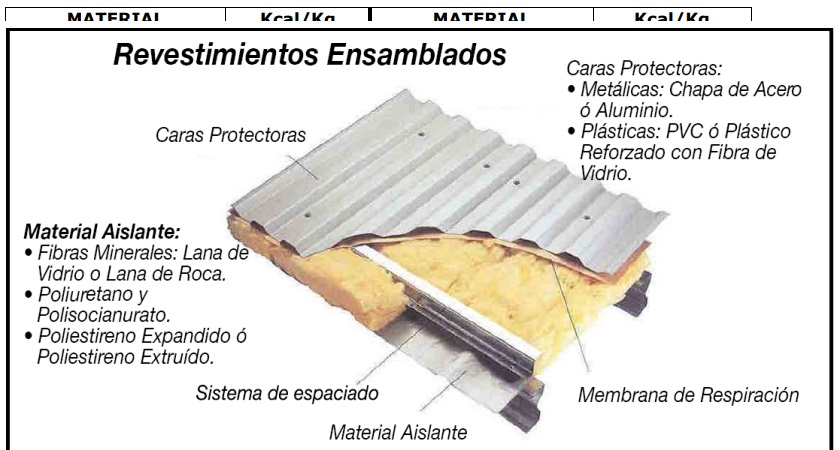 MATERIAL Kcal/Kg MATERIAL Kcal/Kg
Revestimientos Ensamblados
Caras Protectoras:
• Metálicas: Chapa de Acero
ó Aluminio.
• Plásticas: PVC ó Plástico
Reforzado con Fibra de
Vidrio.
Caras Protectoras
Material Aislante:
• Fibras Minerales: Lana de
Vidrio o Lana de Roca.
• Poliuretano y
Polisocianurato.
• Poliestireno Expandido ó
Poliestireno Extruído.
Sistema de espaciado
Membrana de Respiración
Material Aislante